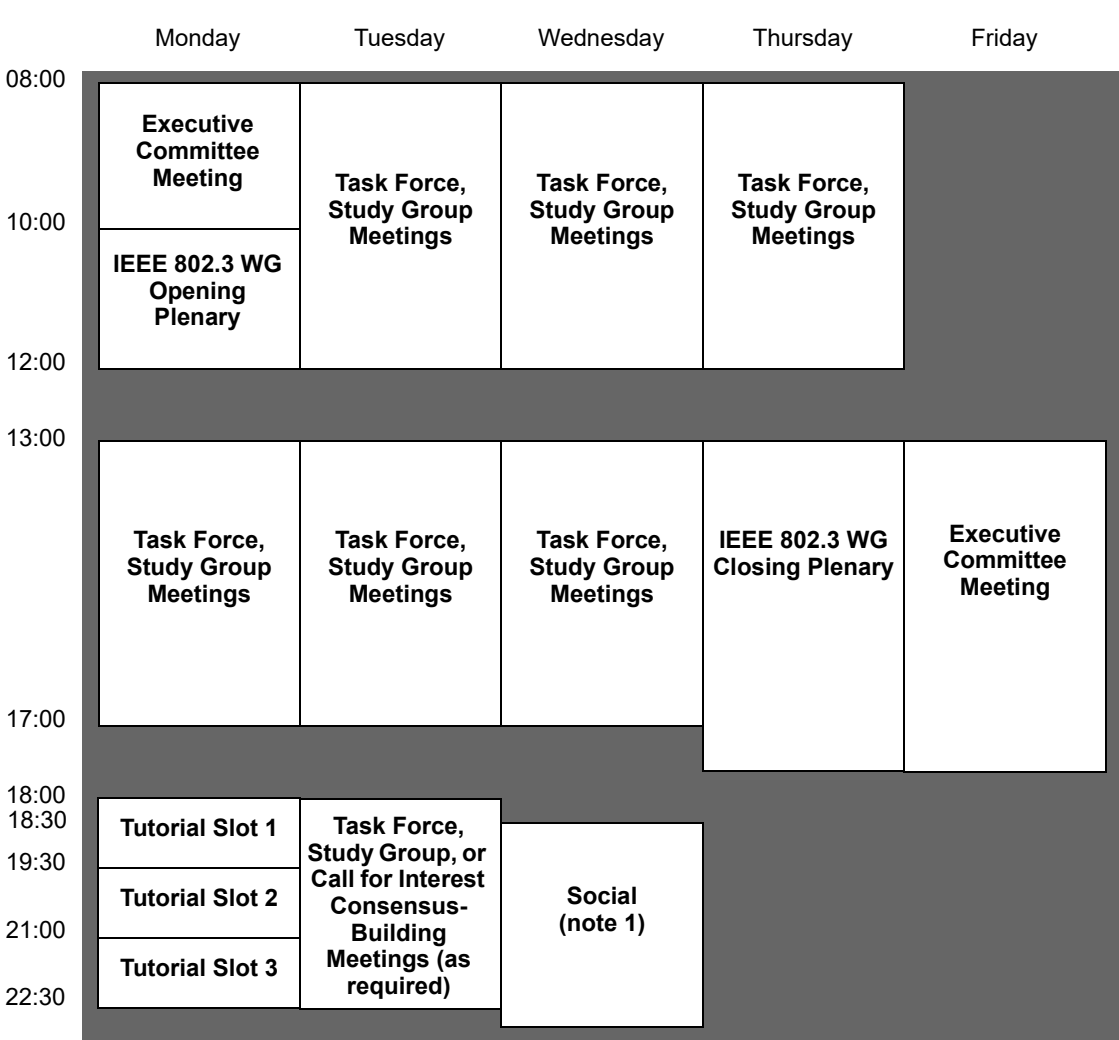 Monday Tuesday Wednesday Thursday Friday
08:00
Executive
Committee
Meeting
Task Force,
Study Group
Meetings
Task Force,
Study Group
Meetings
Task Force,
Study Group
Meetings
10:00
IEEE 802.3 WG
Opening
Plenary
12:00
13:00
Task Force,
Study Group
Meetings
Task Force,
Study Group
Meetings
Task Force,
Study Group
Meetings
IEEE 802.3 WG
Closing Plenary
Executive
Committee
Meeting
17:00
18:00
18:30
Tutorial Slot 1
19:30
Tutorial Slot 2
21:00
Tutorial Slot 3
22:30
Task Force,
Study Group, or
Call for Interest
Consensus-
Building
Meetings (as
required)
Social
(note 1)